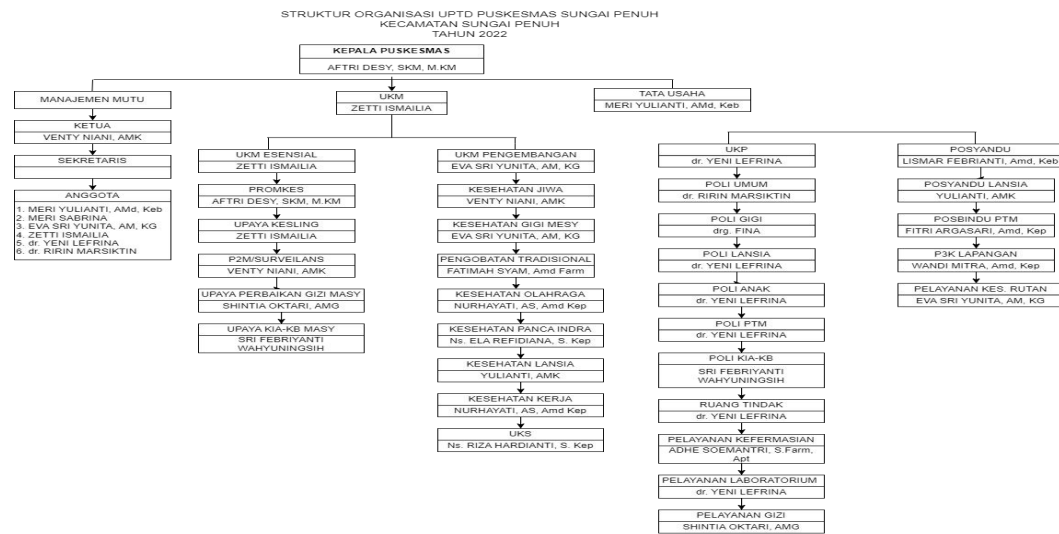 STRUKTUR ORGANISASI UPTD PUSKESMAS SUNGAI PENUH
KECAMATAN SUNGAI PENUH
TAHUN 2022
KEPALA PUSKESMAS
AFTRI DESY, SKM, M.KM
MANAJEMEN MUTU
KETUA
VENTY NIANI, AMK
SEKRETARIS
ANGGOTA
1. MERI YULIANTI, AMd, Keb
2. MERI SABRINA
3. EVA SRI YUNITA, AM, KG
4. ZETTI ISMAILIA
5. dr. YENI LEFRINA
6. dr. RIRIN MARSIKTIN
UKM
ZETTI ISMAILIA
TATA USAHA
MERI YULIANTI, AMd, Keb
UKM ESENSIAL
ZETTI ISMAILIA
PROMKES
AFTRI DESY, SKM, M.KM
UPAYA KESLING
ZETTI ISMAILIA
P2M/SURVEILANS
VENTY NIANI, AMK
UPAYA PERBAIKAN GIZI MASY
SHINTIA OKTARI, AMG
UPAYA KIA-KB MASY
SRI FEBRIYANTI
WAHYUNINGSIH
UKM PENGEMBANGAN
EVA SRI YUNITA, AM, KG
KESEHATAN JIWA
VENTY NIANI, AMK
KESEHATAN GIGI MESY
EVA SRI YUNITA, AM, KG
PENGOBATAN TRADISIONAL
FATIMAH SYAM, Amd Farm
KESEHATAN OLAHRAGA
NURHAYATI, AS, Amd Kep
KESEHATAN PANCA INDRA
Ns. ELA REFIDIANA, S. Kep
KESEHATAN LANSIA
YULIANTI, AMK
KESEHATAN KERJA
NURHAYATI, AS, Amd Kep
UKS
Ns. RIZA HARDIANTI, S. Kep
UKP
dr. YENI LEFRINA
POLI UMUM
dr. RIRIN MARSIKTIN
POLI GIGI
drg. FINA
POLI LANSIA
dr. YENI LEFRINA
POLI ANAK
dr. YENI LEFRINA
POLI PTM
dr. YENI LEFRINA
POLI KIA-KB
SRI FEBRIYANTI
WAHYUNINGSIH
RUANG TINDAK
dr. YENI LEFRINA
PELAYANAN KEFERMASIAN
ADHE SOEMANTRI, S.Farm,
Apt
PELAYANAN LABORATORIUM
dr. YENI LEFRINA
PELAYANAN GIZI
SHINTIA OKTARI, AMG
POSYANDU
LISMAR FEBRIANTI, Amd, Keb
POSYANDU LANSIA
YULIANTI, AMK
POSBINDU PTM
FITRI ARGASARI, Amd, Kep
P3K LAPANGAN
WANDI MITRA, Amd, Kep
PELAYANAN KES. RUTAN
EVA SRI YUNITA, AM, KG